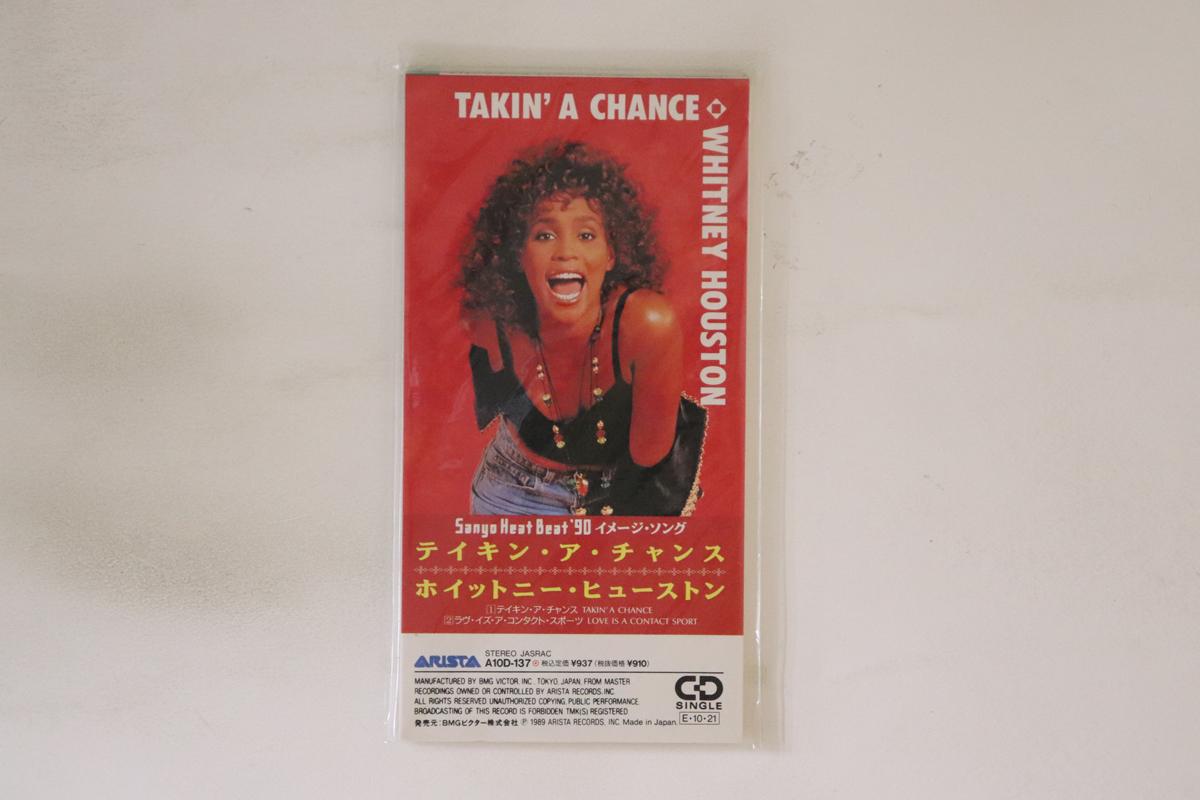 TAKIN' A CHANCE
WHITNEY HOUSTON
Sanyo Heat Beat '90 イメージ・ソング
テイキン・ア・チャンス
ホイットニー・ヒューストン
1 テイキン・ア・チャンス TAKIN' A CHANCE
2 ラヴ・イズ・ア・コンタクト・スポーツ LOVE IS A CONTACT SPORT
ARISTA
STEREO JASRAC
A10D-137 税込定価 ¥937 (税抜価格 ¥910)
MANUFACTURED BY BMG VICTOR, INC., TOKYO, JAPAN, FROM MASTER
RECORDINGS OWNED OR CONTROLLED BY ARISTA RECORDS, INC.
ALL RIGHTS RESERVED. UNAUTHORIZED COPYING, PUBLIC PERFORMANCE,
BROADCASTING OF THIS RECORD IS FORBIDDEN TMK(S) REGISTERED
発売元:BMGビクター株式会社 Ⓟ 1989 ARISTA RECORDS, INC. Made in Japan.
CD
SINGLE
E・10・21